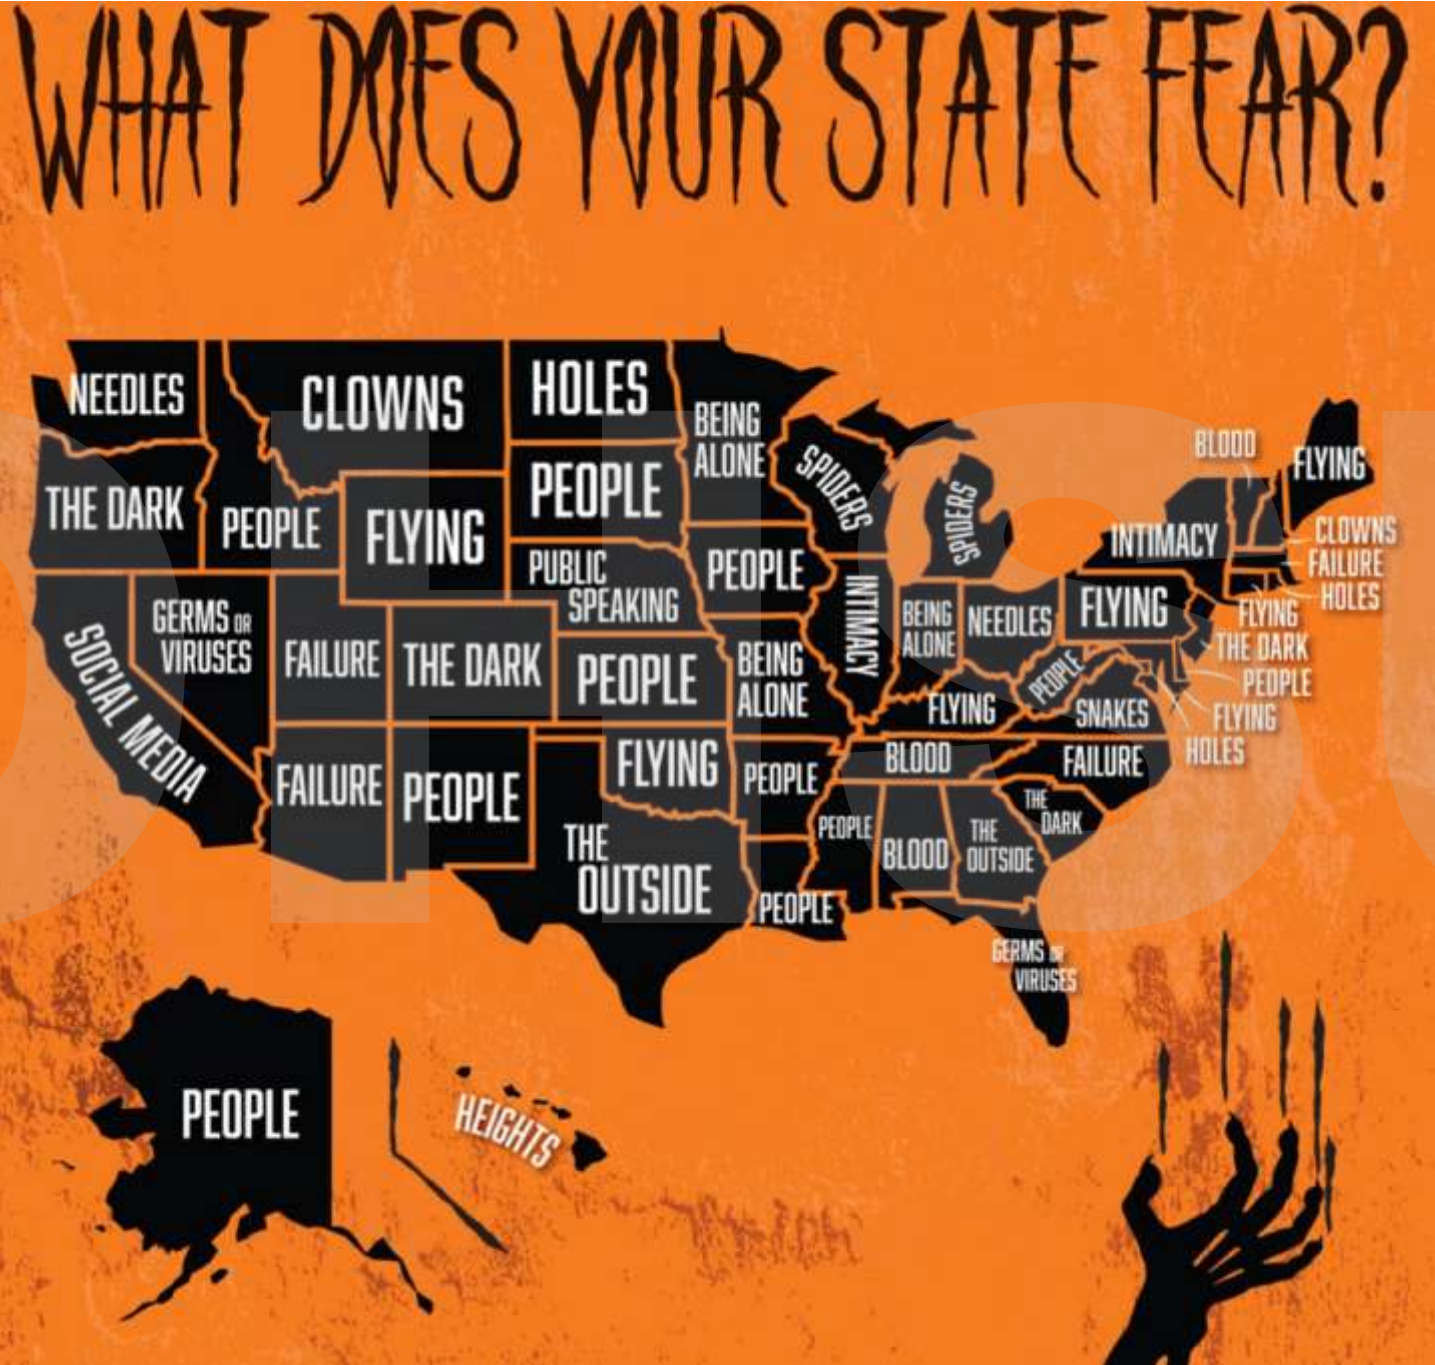 WHAT DOES YOUR STATE FEAR?
NEEDLES
CLOWNS
HOLES
BEING
ALONE
SPIDERS
SPIDERS
BLOOD
FLYING
THE DARK
PEOPLE
FLYING
PEOPLE
INTIMACY
CLOWNS
FAILURE
HOLES
PUBLIC
SPEAKING
PEOPLE
INTIMACY
BEING
ALONE
NEEDLES
FLYING
FLYING
THE DARK
PEOPLE
FLYING
HOLES
SOCIAL MEDIA
GERMS OR
VIRUSES
FAILURE
THE DARK
PEOPLE
BEING
ALONE
FLYING
PEOPLE
SNAKES
FAILURE
PEOPLE
FLYING
PEOPLE
BLOOD
FAILURE
THE
OUTSIDE
PEOPLE
BLOOD
THE
OUTSIDE
THE
DARK
PEOPLE
GERMS OR
VIRUSES
PEOPLE
HEIGHTS